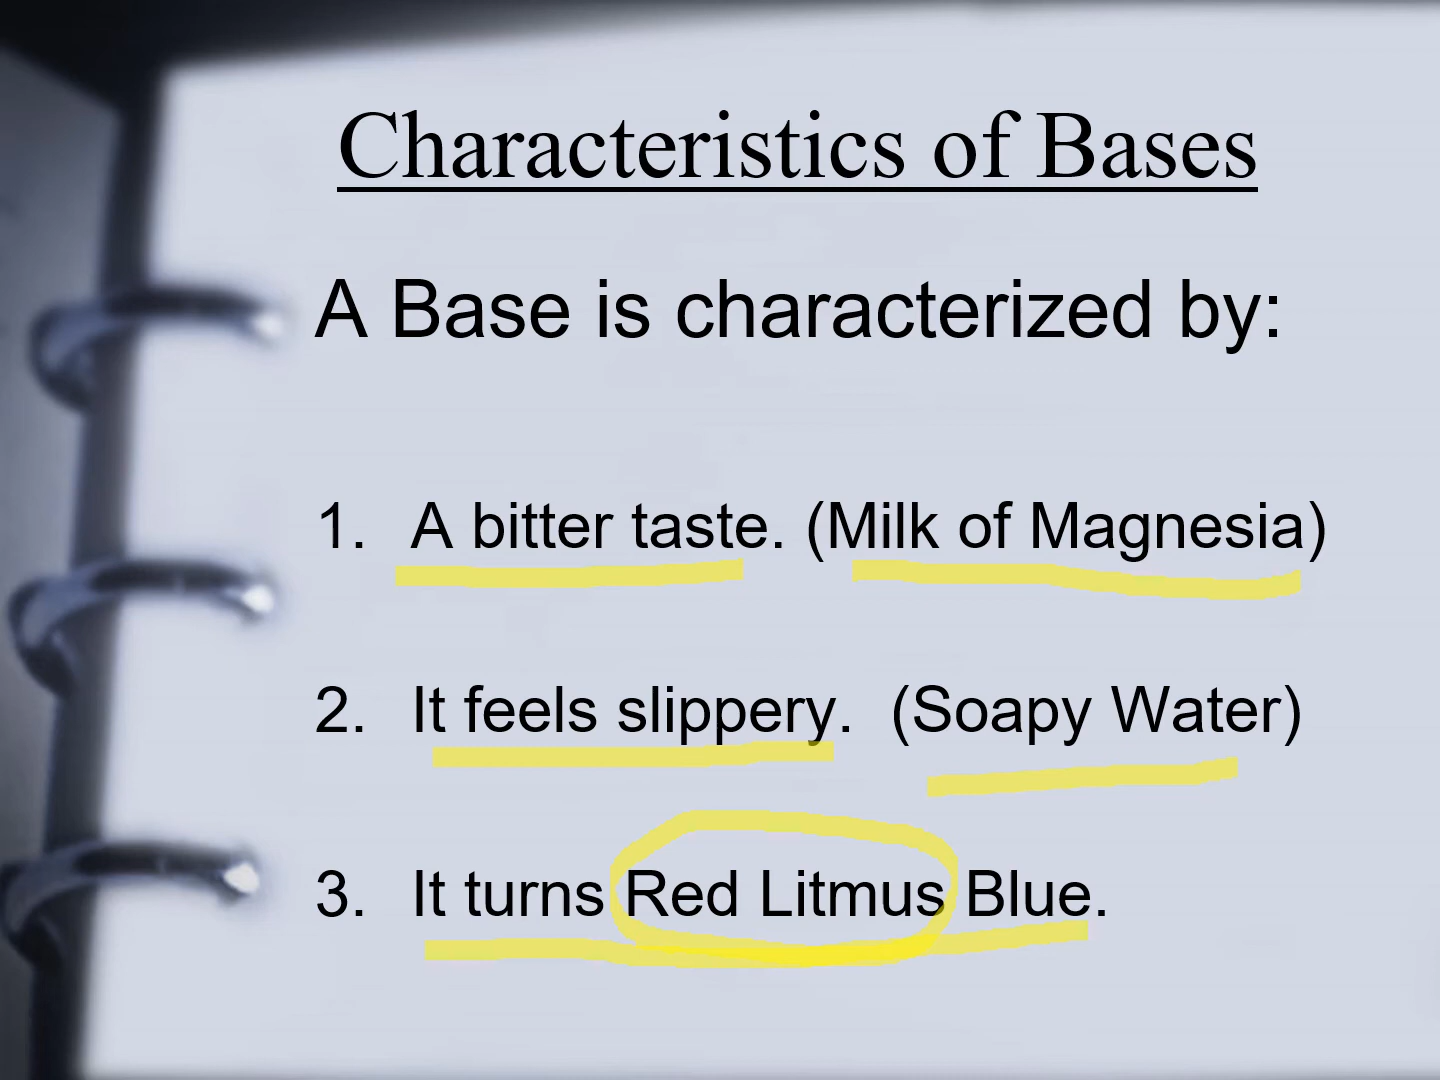 Characteristics of Bases
A Base is characterized by:
1. A bitter taste. (Milk of Magnesia)
2. It feels slippery.  (Soapy Water)
3. It turns Red Litmus Blue.